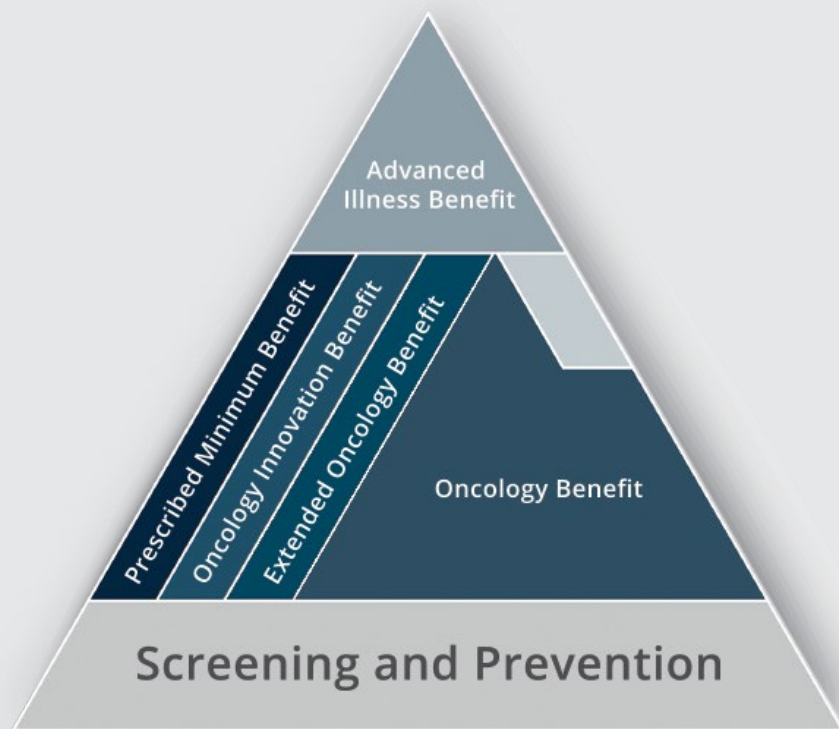 Advanced
Illness Benefit
Prescribed Minimum Benefit
Oncology Innovation Benefit
Extended Oncology Benefit
Oncology Benefit
Screening and Prevention